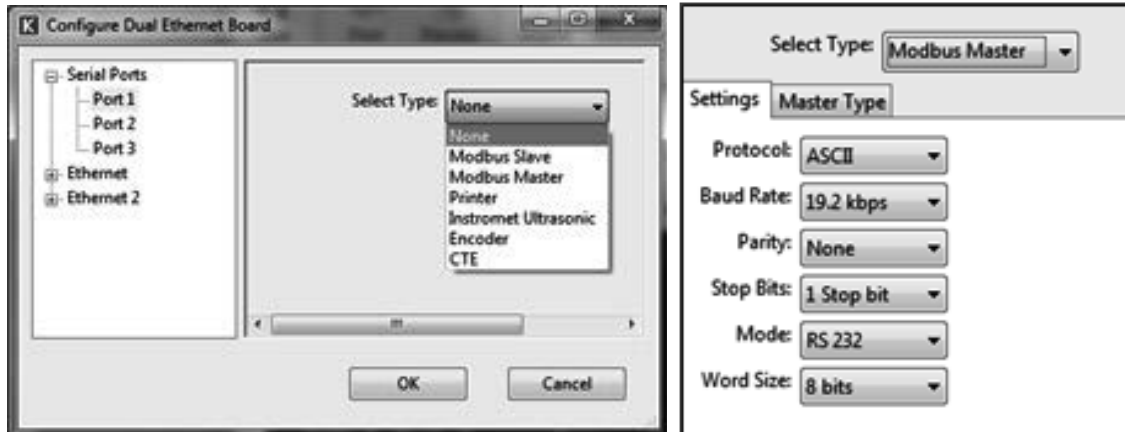 Configure Dual Ethernet Board
Serial Ports
Port 1
Port 2
Port 3
Ethernet
Ethernet 2
Select Type: None
None
Modbus Slave
Modbus Master
Printer
Instromet Ultrasonic
Encoder
CTE
OK
Cancel
Select Type: Modbus Master
Settings Master Type
Protocol: ASCII
Baud Rate: 19.2 kbps
Parity: None
Stop Bits: 1 Stop bit
Mode: RS 232
Word Size: 8 bits